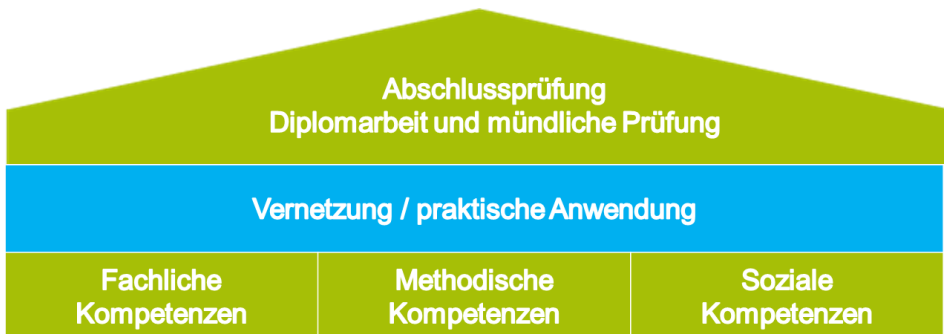 Abschlussprüfung
Diplomarbeit und mündliche Prüfung
Vernetzung / praktische Anwendung
Fachliche
Kompetenzen
Methodische
Kompetenzen
Soziale
Kompetenzen